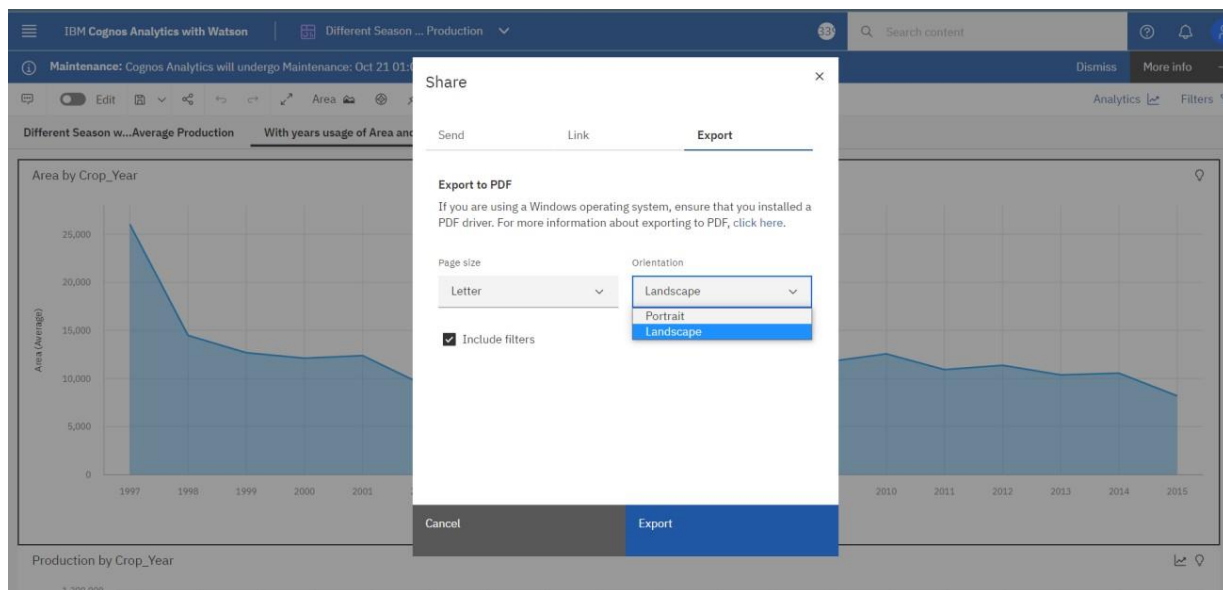 IBM Cognos Analytics with Watson
Different Season ... Production
Search content
Maintenance: Cognos Analytics will undergo Maintenance: Oct 21 01:
Dismiss
More info
Edit
Area
Analytics
Filters
Different Season w...Average Production
With years usage of Area and
Share
Send
Link
Export
Export to PDF
If you are using a Windows operating system, ensure that you installed a
PDF driver. For more information about exporting to PDF, click here.
Page size
Orientation
Letter
Landscape
Portrait
Landscape
Include filters
Cancel
Export
Area by Crop_Year
Area (Average)
25,000
20,000
15,000
10,000
5,000
0
1997
1998
1999
2000
2001
2010
2011
2012
2013
2014
2015
Production by Crop_Year